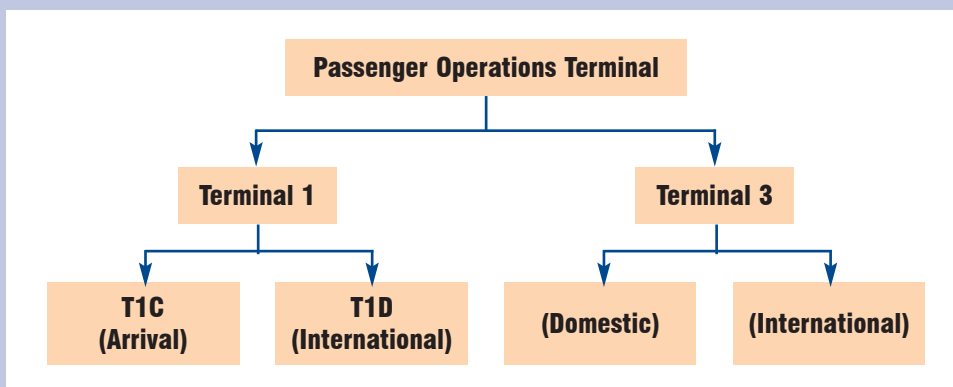 Passenger Operations Terminal
Terminal 1
Terminal 3
T1C
(Arrival)
T1D
(International)
(Domestic)
(International)